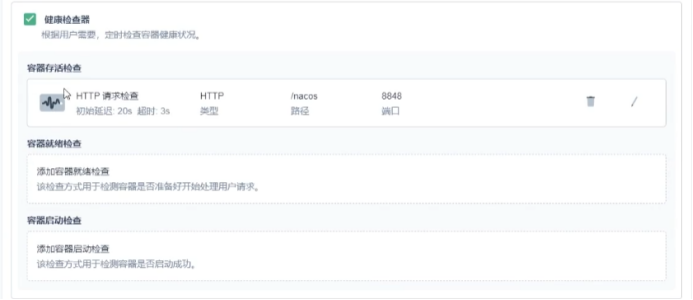 健康检查器
根据用户需要，定时检查容器健康状况。
容器存活检查
HTTP 请求检查 HTTP /nacos 8848
初始延迟: 20s 超时: 3s 类型 路径 端口
容器就绪检查
添加容器就绪检查
该检查方式用于检测容器是否准备好开始处理用户请求。
容器启动检查
添加容器启动检查
该检查方式用于检测容器是否启动成功。